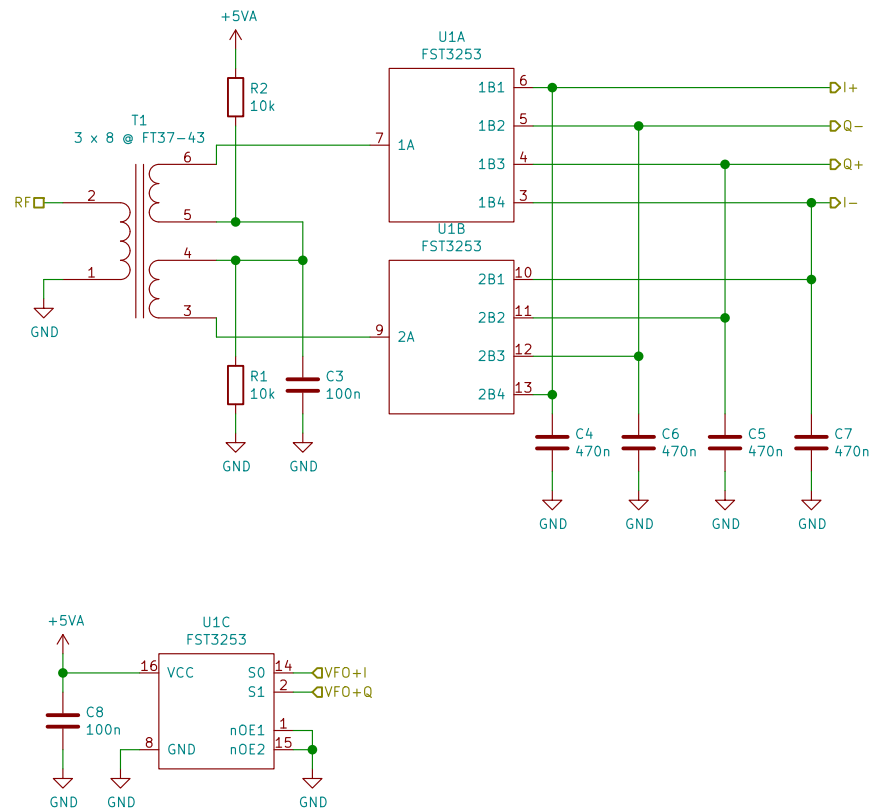 +5VA
R2
10k
T1
3 x 8 @ FT37-43
RF
2
1
GND
6
5
4
3
R1
10k
GND
C3
100n
GND
U1A
FST3253
7
1A
1B1
6
1B2
5
1B3
4
1B4
3
I+
Q-
Q+
I-
U1B
FST3253
9
2A
2B1
10
2B2
11
2B3
12
2B4
13
C4
470n
GND
C6
470n
GND
C5
470n
GND
C7
470n
GND
+5VA
C8
100n
GND
U1C
FST3253
16
VCC
8
GND
GND
S0
14
VFO+I
S1
2
VFO+Q
nOE1
1
nOE2
15
GND